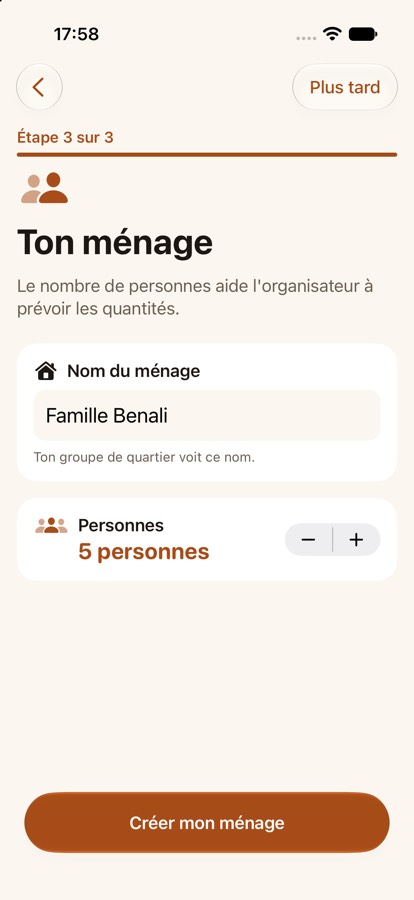 17:58
Plus tard
Étape 3 sur 3
Ton ménage
Le nombre de personnes aide l'organisateur à
prévoir les quantités.
Nom du ménage
Famille Benali
Ton groupe de quartier voit ce nom.
Personnes
5 personnes
Créer mon ménage